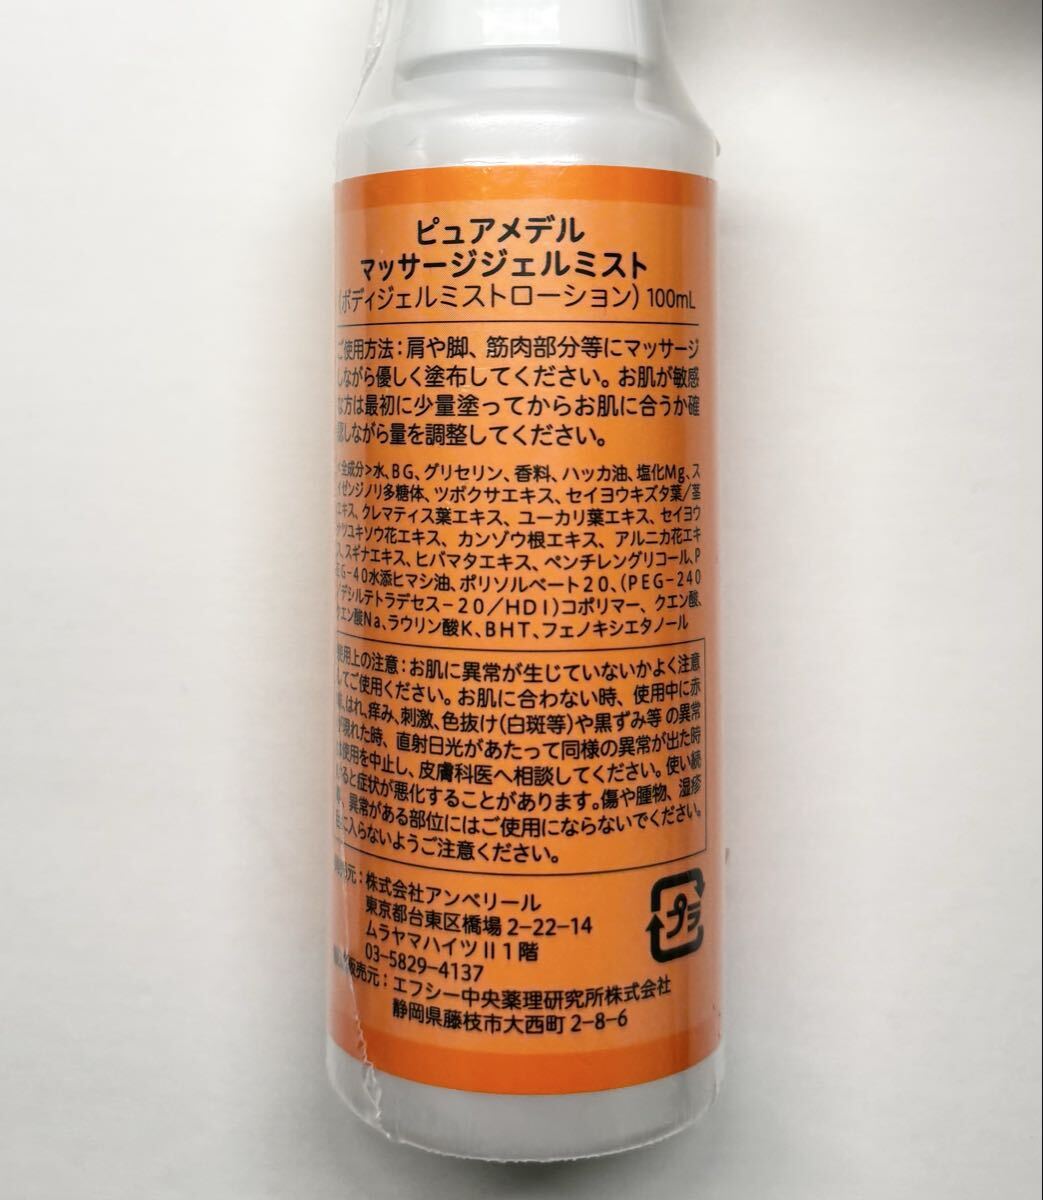 ピュアメデル
マッサージジェルミスト
(ボディジェルミストローション) 100mL
ご使用方法：肩や脚、筋肉部分等にマッサージ
しながら優しく塗布してください。お肌が敏感
な方は最初に少量塗ってからお肌に合うか確
認しながら量を調整してください。
<全成分>水、BG、グリセリン、香料、ハッカ油、塩化Mg、ス
イゼンジノリ多糖体、ツボクサエキス、セイヨウキズタ葉/茎
エキス、クレマティス葉エキス、ユーカリ葉エキス、セイヨウ
ナツユキソウ花エキス、カンゾウ根エキス、アルニカ花エキ
ス、スギナエキス、ヒバマタエキス、ペンチレングリコール、P
EG-40水添ヒマシ油、ポリソルベート20、(PEG-240
/デシルテトラデセス-20/HDI)コポリマー、クエン酸、
クエン酸Na、ラウリン酸K、BHT、フェノキシエタノール
使用上の注意：お肌に異常が生じていないかよく注意
してご使用ください。お肌に合わない時、使用中に赤
、はれ、痒み、刺激、色抜け(白斑等)や黒ずみ等の異常
が現れた時、直射日光があたって同様の異常が出た時
は使用を中止し、皮膚科医へ相談してください。使い続
けると症状が悪化することがあります。傷や腫物、湿疹
、異常がある部位にはご使用にならないでください。
に入らないようご注意ください。
元：株式会社アンベリール
東京都台東区橋場 2-22-14
ムラヤマハイツⅡ1階
03-5829-4137
販売元：エフシー中央薬理研究所株式会社
静岡県藤枝市大西町 2-8-6
プラ